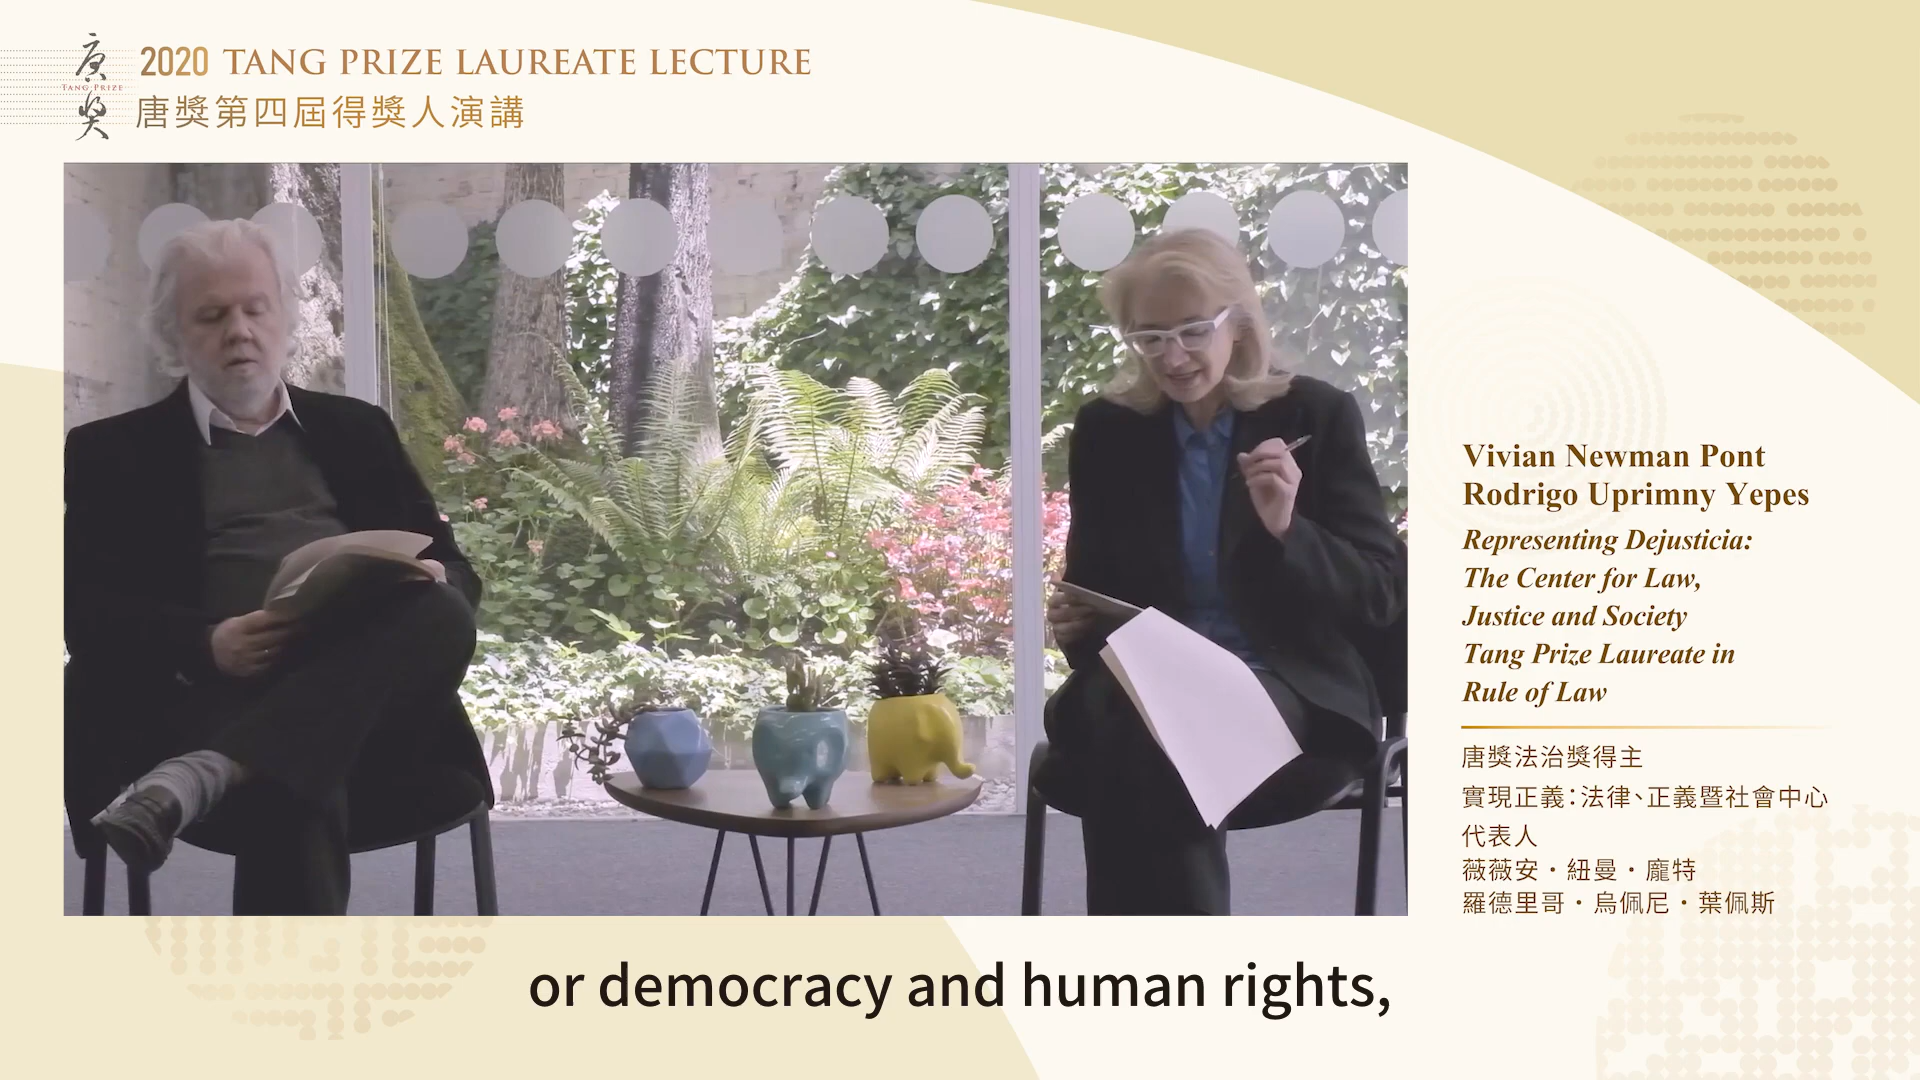 唐
TANG PRIZE
獎
2020 TANG PRIZE LAUREATE LECTURE
唐獎第四屆得獎人演講
Vivian Newman Pont
Rodrigo Uprimny Yepes
Representing Dejusticia:
The Center for Law,
Justice and Society
Tang Prize Laureate in
Rule of Law
唐獎法治獎得主
實現正義：法律、正義暨社會中心
代表人
薇薇安・紐曼・龐特
羅德里哥・烏佩尼・葉佩斯
or democracy and human rights,